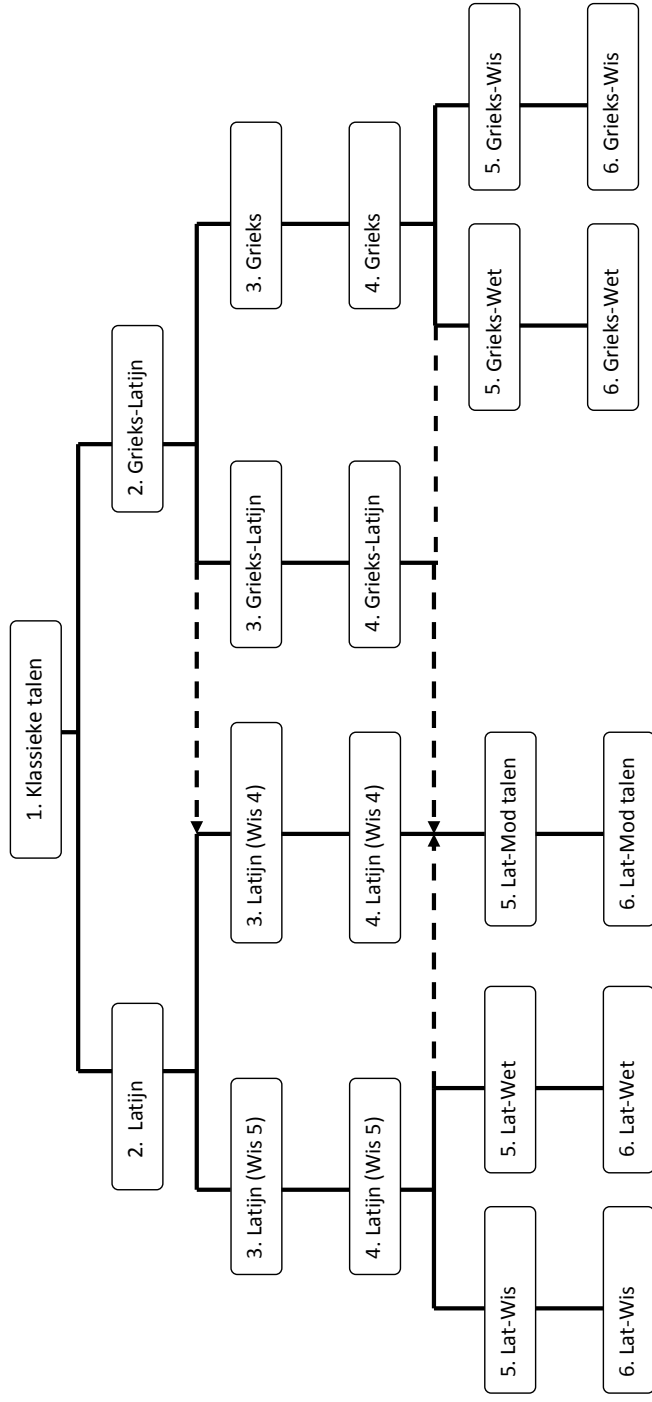 1. Klassieke talen
2. Latijn
2. Grieks-Latijn
3. Latijn (Wis 5)
3. Latijn (Wis 4)
3. Grieks-Latijn
3. Grieks
4. Latijn (Wis 5)
4. Latijn (Wis 4)
4. Grieks-Latijn
4. Grieks
5. Lat-Wis
5. Lat-Wet
5. Lat-Mod talen
5. Grieks-Wet
5. Grieks-Wis
6. Lat-Wis
6. Lat-Wet
6. Lat-Mod talen
6. Grieks-Wet
6. Grieks-Wis